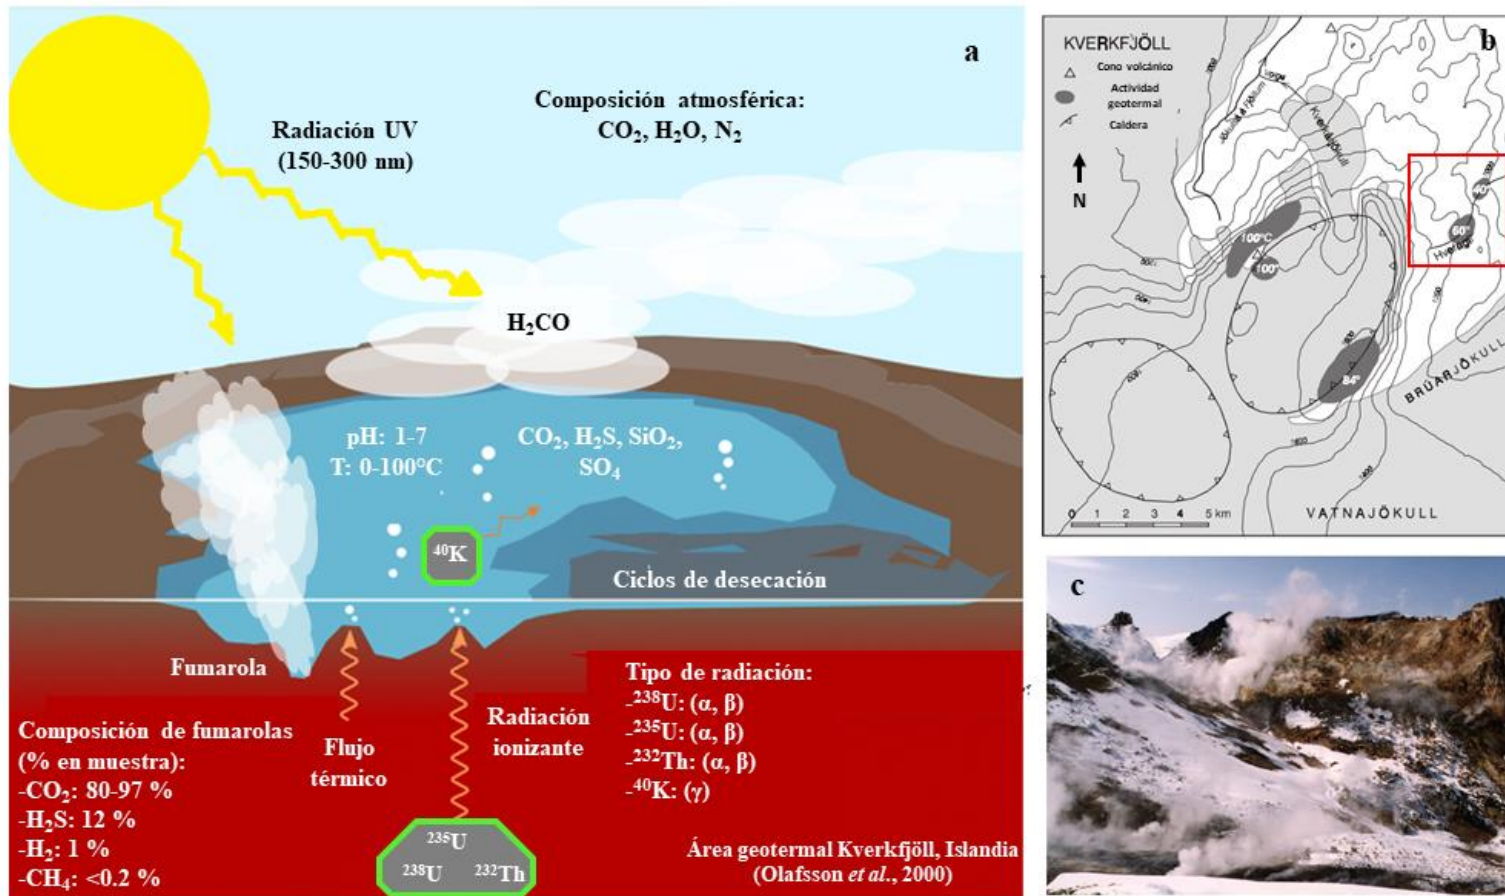 a
Radiación UV
(150-300 nm)
Composición atmosférica:
CO₂, H₂O, N₂
H₂CO
pH: 1-7
T: 0-100°C
CO₂, H₂S, SiO₂,
SO₄
⁴⁰K
Ciclos de desecación
Fumarola
Composición de fumarolas
(% en muestra):
-CO₂: 80-97 %
-H₂S: 12 %
-H₂: 1 %
-CH₄: <0.2 %
Flujo
térmico
Radiación
ionizante
²³⁵U
²³⁸U ²³²Th
Tipo de radiación:
-²³⁸U: (α, β)
-²³⁵U: (α, β)
-²³²Th: (α, β)
-⁴⁰K: (γ)
Área geotermal Kverkfjöll, Islandia
(Olafsson et al., 2000)
b
KVERKFJÖLL
Cono volcánico
Actividad
geotermal
Caldera
N
Jökulsá á Fjöllum
Kverkárjökull
100°C
100°
40°
60°
84°
BRÚARJÖKULL
VATNAJÖKULL
0 1 2 3 4 5 km
c